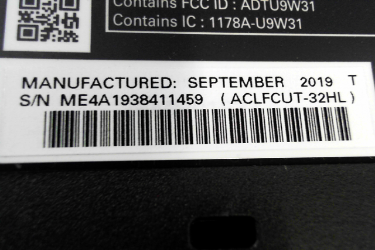 Contains FCC ID : ADTU9W31
Contains IC : 1178A-U9W31
MANUFACTURED: SEPTEMBER 2019 T
S/N ME4A1938411459 (ACLFCUT-32HL)